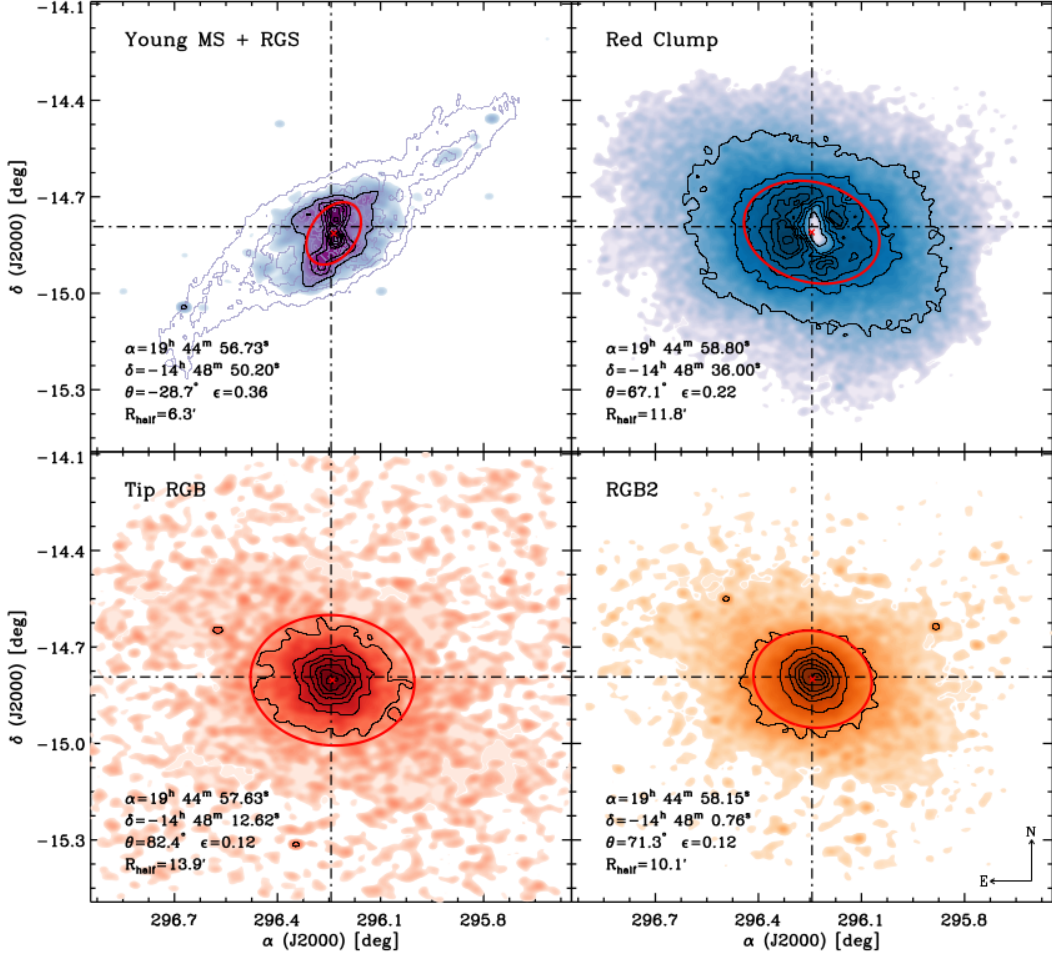 Young MS + RGS
Red Clump
−14.1
−14.4
−14.7
−15.0
−15.3
δ (J2000) [deg]
α=19ʰ 44ᵐ 56.73ˢ
δ=−14ʰ 48ᵐ 50.20ˢ
θ=−28.7° ϵ=0.36
R_half=6.3′
α=19ʰ 44ᵐ 58.80ˢ
δ=−14ʰ 48ᵐ 36.00ˢ
θ=67.1° ϵ=0.22
R_half=11.8′
Tip RGB
RGB2
−14.1
−14.4
−14.7
−15.0
−15.3
δ (J2000) [deg]
α=19ʰ 44ᵐ 57.63ˢ
δ=−14ʰ 48ᵐ 12.62ˢ
θ=82.4° ϵ=0.12
R_half=13.9′
α=19ʰ 44ᵐ 58.15ˢ
δ=−14ʰ 48ᵐ 0.76ˢ
θ=71.3° ϵ=0.12
R_half=10.1′
N
E
296.7 296.4 296.1 295.8
296.7 296.4 296.1 295.8
α (J2000) [deg]
α (J2000) [deg]